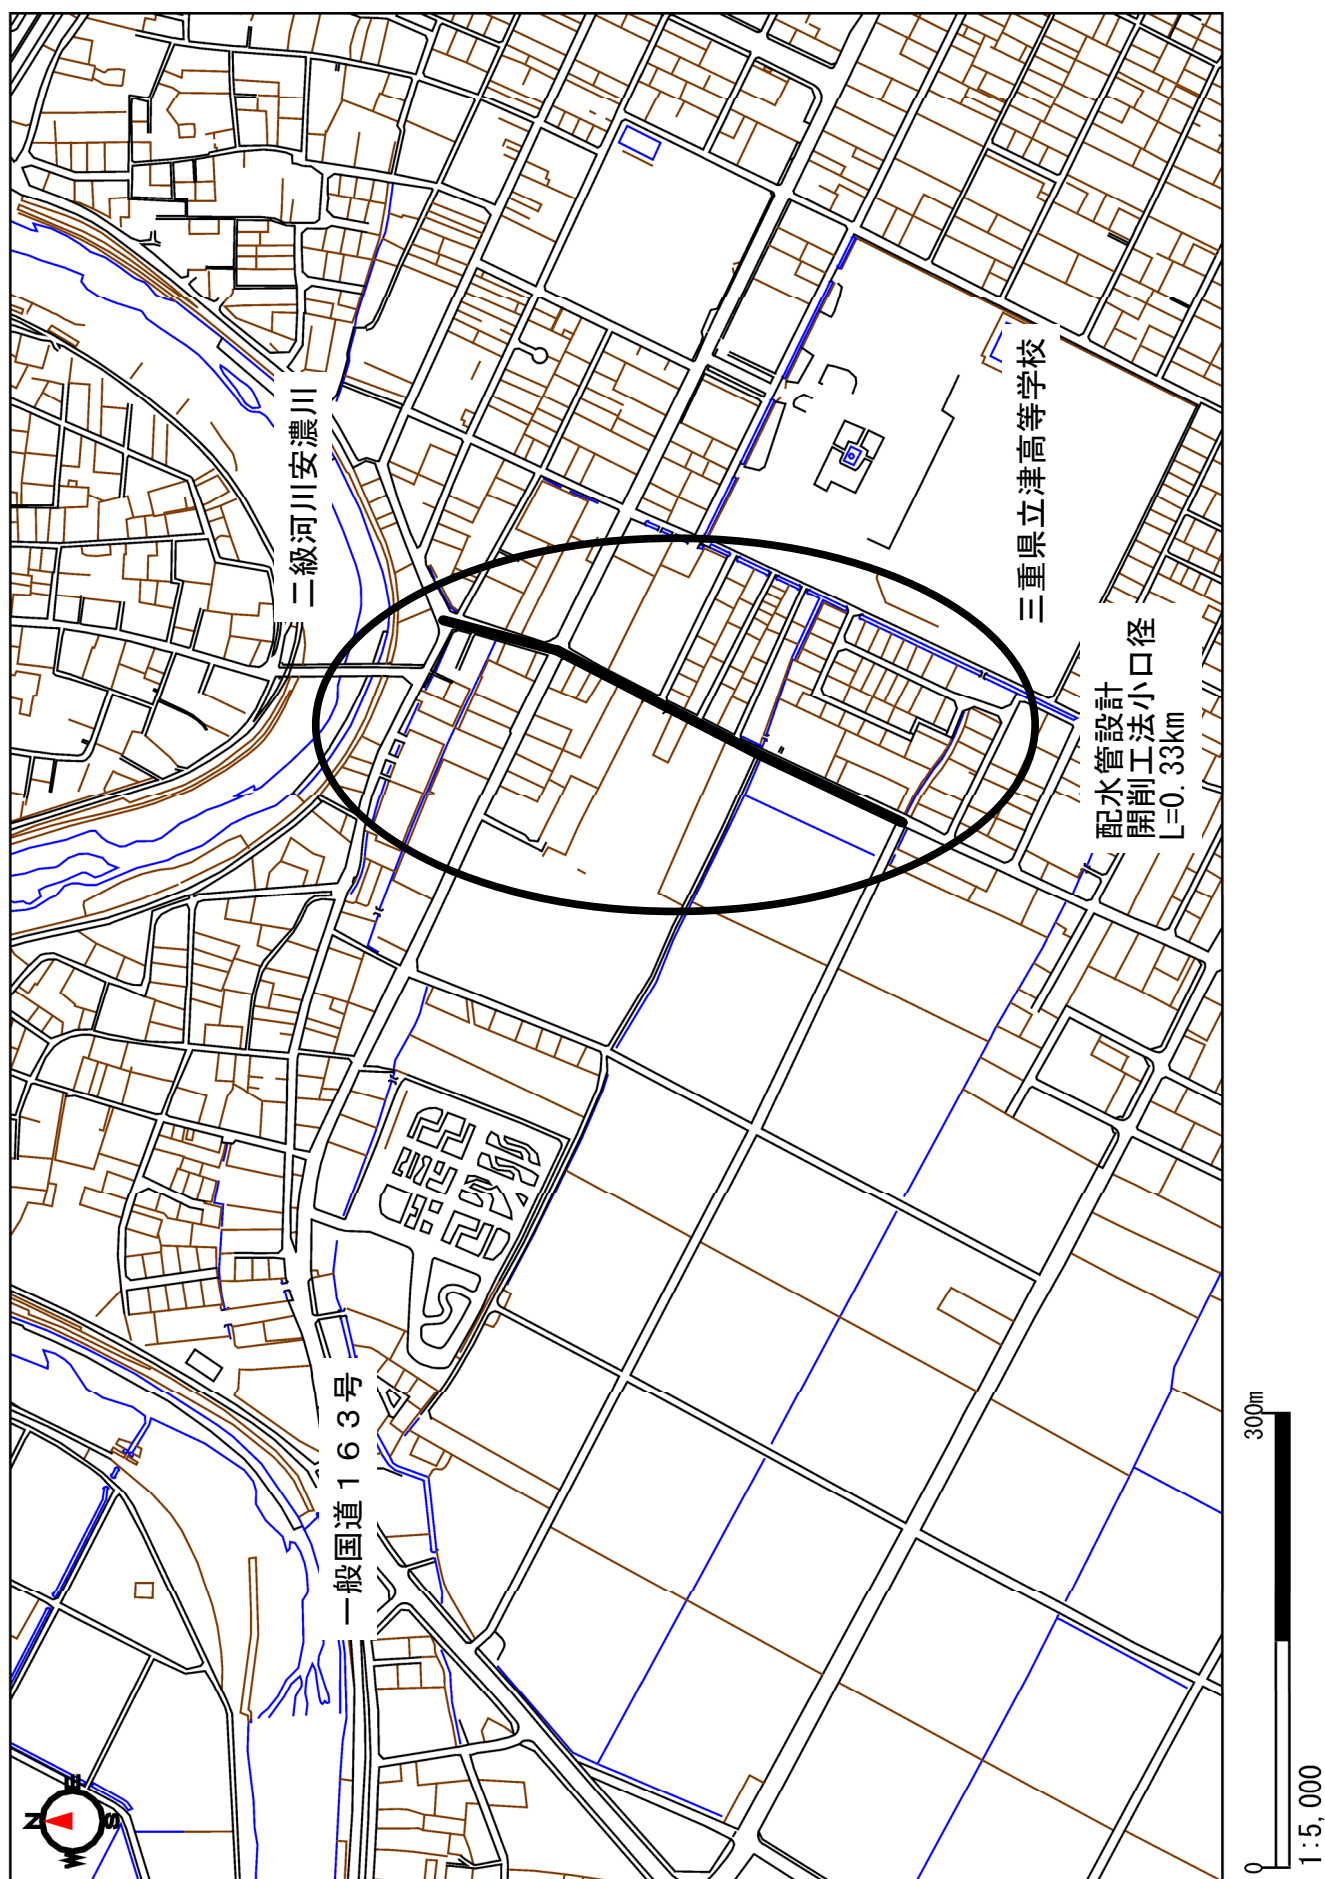 二級河川安濃川
三重県立津高等学校
配水管設計
開削工法小口径
L=0.33km
一般国道163号
N
E
S
W
0
300m
1:5,000